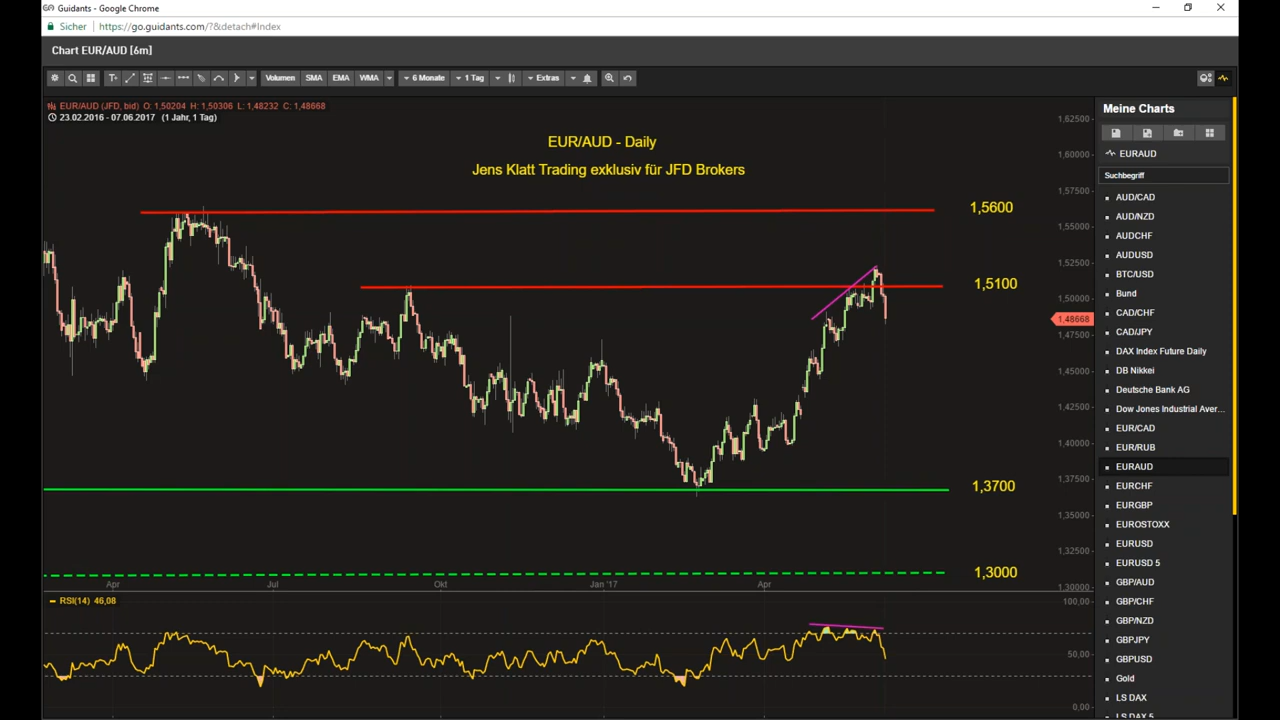 Guidants - Google Chrome
Sicher https://go.guidants.com/?&detach#Index
Chart EUR/AUD [6m]
Volumen SMA EMA WMA 6 Monate 1 Tag Extras
EUR/AUD (JFD, bid) O: 1,50204 H: 1,50306 L: 1,48232 C: 1,48668
23.02.2016 - 07.06.2017 (1 Jahr, 1 Tag)
EUR/AUD - Daily
Jens Klatt Trading exklusiv für JFD Brokers
1,5600
1,5100
1,3700
1,3000
1,62500
1,60000
1,57500
1,55000
1,52500
1,50000
1,48668
1,47500
1,45000
1,42500
1,40000
1,37500
1,35000
1,32500
1,30000
Apr Jul Okt Jan '17 Apr
RSI(14) 46,08
100,00
50,00
0,00
Meine Charts
EURAUD
Suchbegriff
AUD/CAD
AUD/NZD
AUDCHF
AUDUSD
BTC/USD
Bund
CAD/CHF
CAD/JPY
DAX Index Future Daily
DB Nikkei
Deutsche Bank AG
Dow Jones Industrial Aver...
EUR/CAD
EUR/RUB
EURAUD
EURCHF
EURGBP
EUROSTOXX
EURUSD
EURUSD 5
GBP/AUD
GBP/CHF
GBP/NZD
GBPJPY
GBPUSD
Gold
LS DAX
LS DAX 5